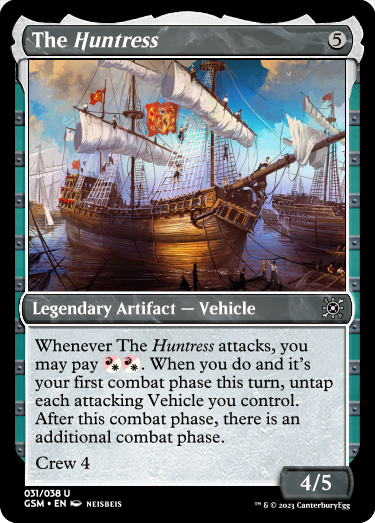 The Huntress 5
Legendary Artifact — Vehicle
Whenever The Huntress attacks, you
may pay . When you do and it's
your first combat phase this turn, untap
each attacking Vehicle you control.
After this combat phase, there is an
additional combat phase.
Crew 4
4/5
031/038 U
GSM • EN NEISBEIS
™ & © 2023 CanterburyEgg